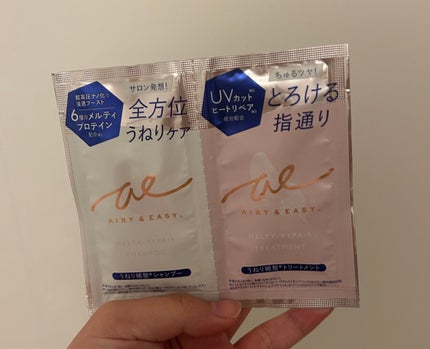 超高圧ナノ化で
浸透ブースト
6種のメルティ
プロテイン
配合
サロン発想!
全方位
うねりケア
ae
AIRY & EASY
MELTY-REPAIR
SHAMPOO
うねり補整シャンプー
UVカット
ヒートリペア
成分配合
ちゅるツヤ!
とろける
指通り
ae
AIRY & EASY
MELTY-REPAIR
TREATMENT
うねり補整トリートメント